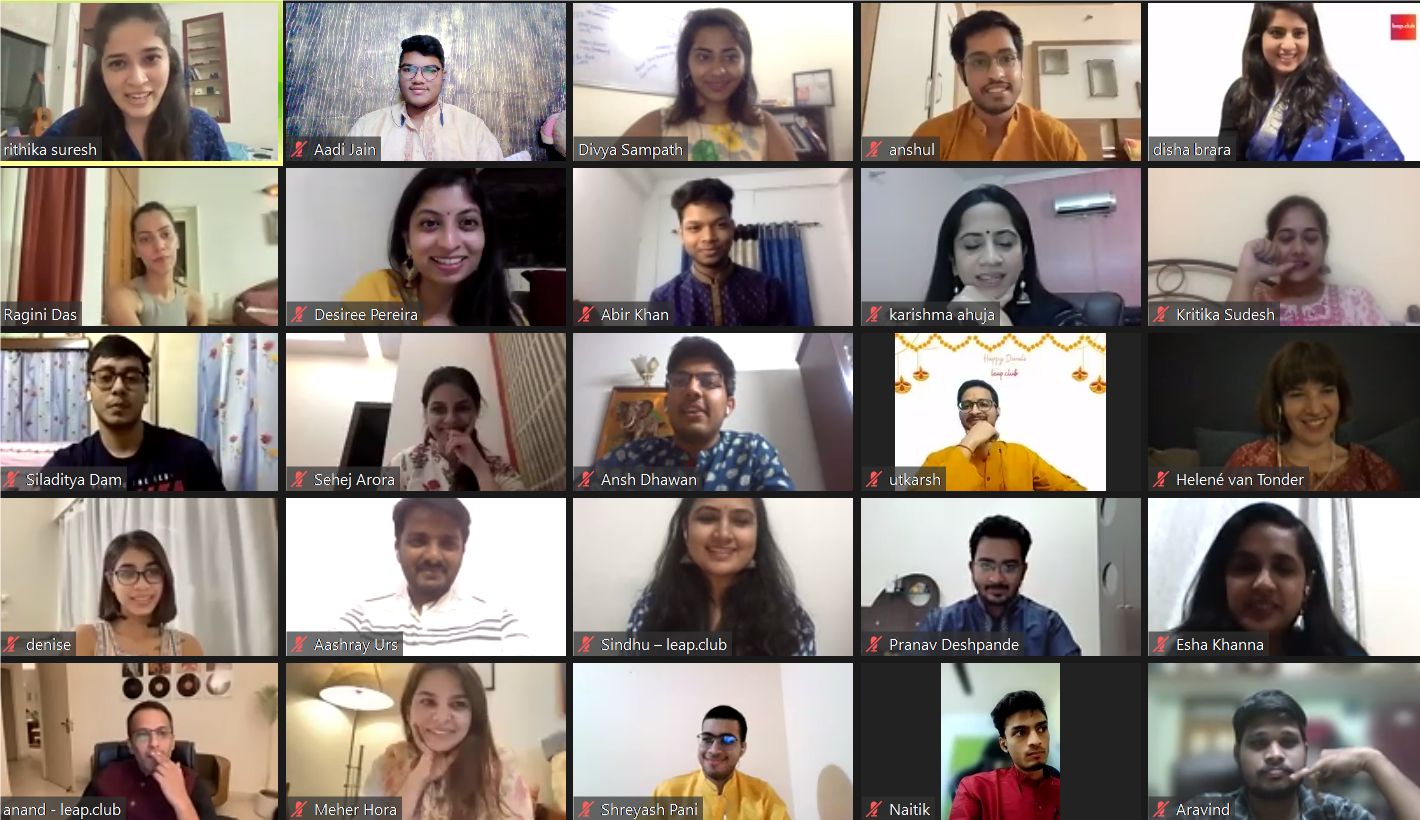 leap.club
rithika suresh
Aadi Jain
Divya Sampath
anshul
disha brara
Ragini Das
Desiree Pereira
Abir Khan
karishma ahuja
Kritika Sudesh
Happy Diwali
leap.club
Siladitya Dam
Sehej Arora
Ansh Dhawan
utkarsh
Helené van Tonder
denise
Aashray Urs
Sindhu – leap.club
Pranav Deshpande
Esha Khanna
anand - leap.club
Meher Hora
Shreyash Pani
Naitik
Aravind